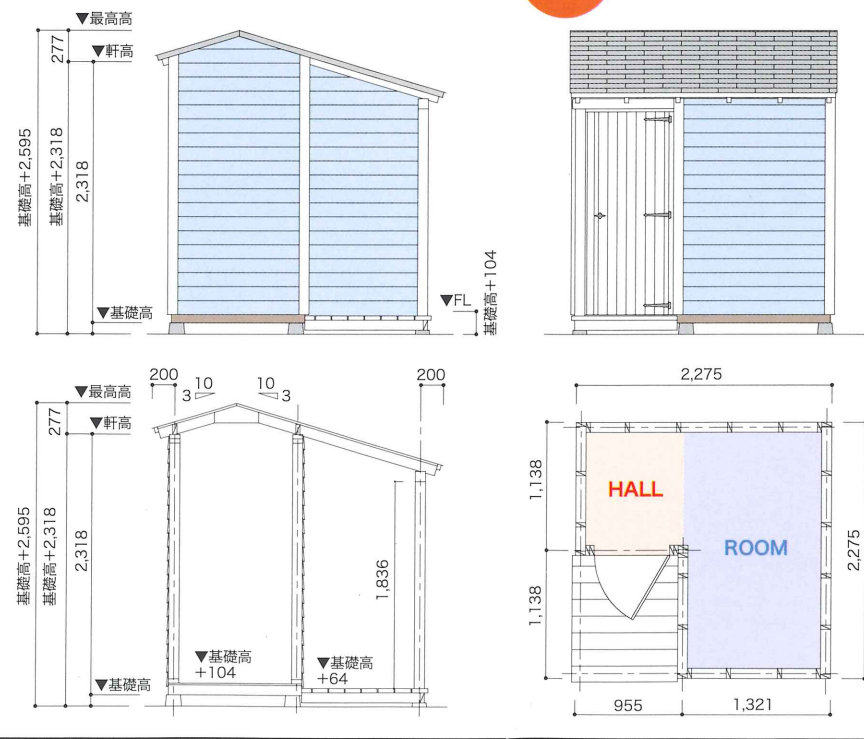 ▼最高高
277
▼軒高
基礎高+2,595
基礎高+2,318
2,318
▼基礎高
▼FL
基礎高+104
200
10
3
10
3
200
▼最高高
277
▼軒高
基礎高+2,595
基礎高+2,318
2,318
1,836
▼基礎高
+104
▼基礎高
+64
▼基礎高
2,275
1,138
HALL
ROOM
2,275
1,138
955
1,321